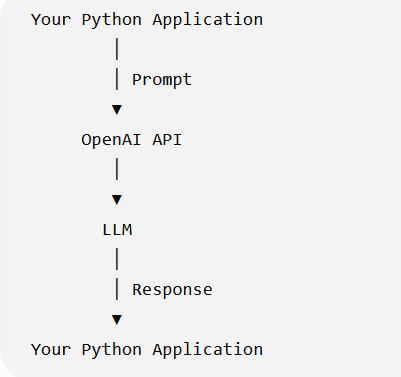 Your Python Application
│
│ Prompt
▼
OpenAI API
│
▼
LLM
│
│ Response
▼
Your Python Application